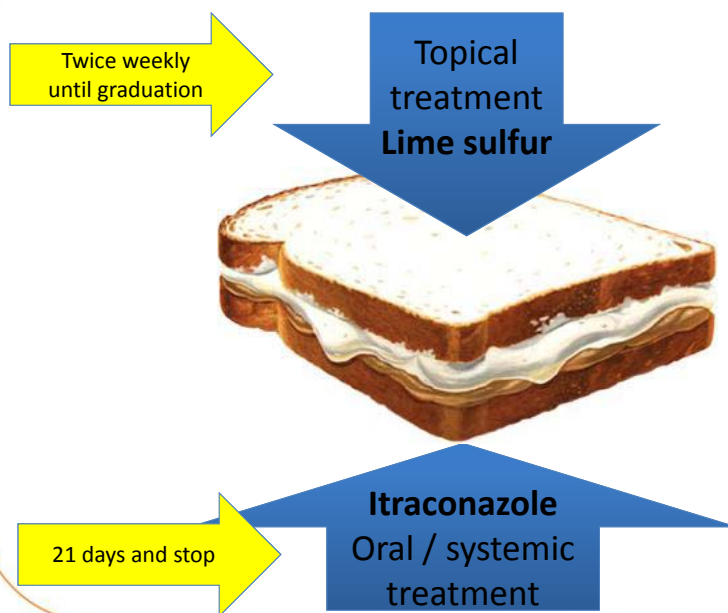 Twice weekly
until graduation
Topical
treatment
Lime sulfur
Itraconazole
Oral / systemic
treatment
21 days and stop